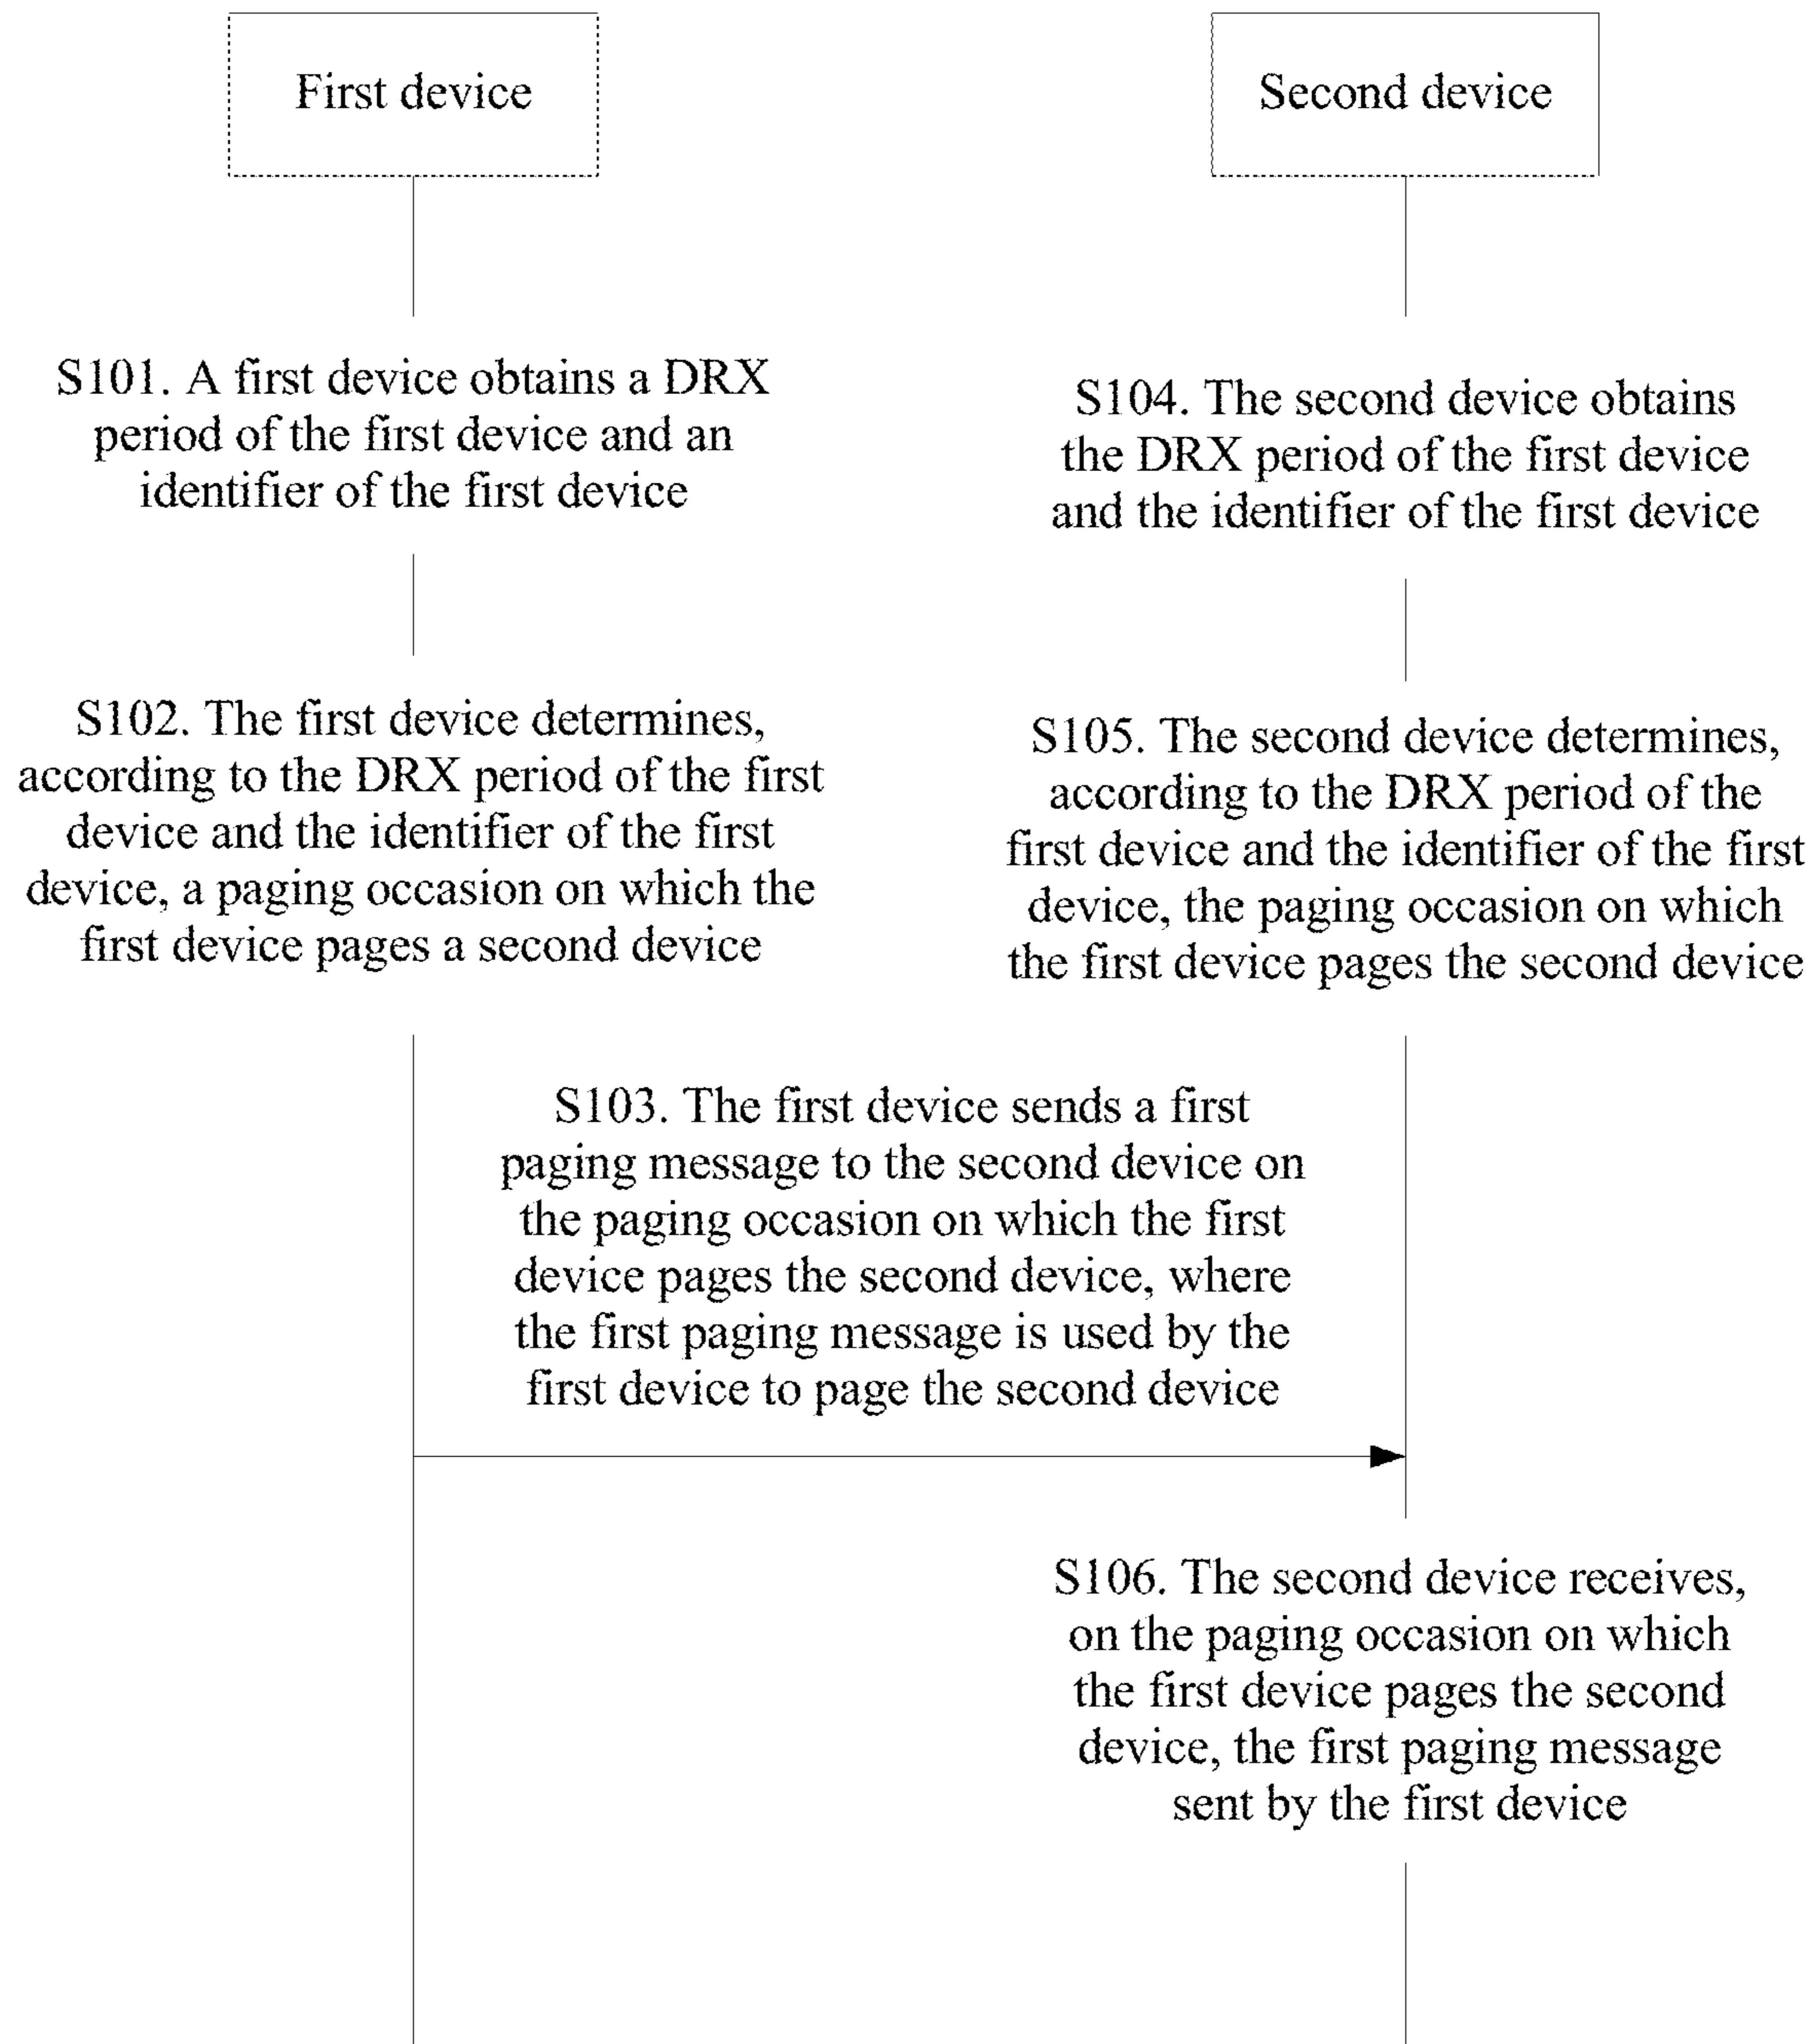 First device
Second device
S101. A first device obtains a DRX
period of the first device and an
identifier of the first device
S104. The second device obtains
the DRX period of the first device
and the identifier of the first device
S102. The first device determines,
according to the DRX period of the first
device and the identifier of the first
device, a paging occasion on which the
first device pages a second device
S105. The second device determines,
according to the DRX period of the
first device and the identifier of the first
device, the paging occasion on which
the first device pages the second device
S103. The first device sends a first
paging message to the second device on
the paging occasion on which the first
device pages the second device, where
the first paging message is used by the
first device to page the second device
S106. The second device receives,
on the paging occasion on which
the first device pages the second
device, the first paging message
sent by the first device